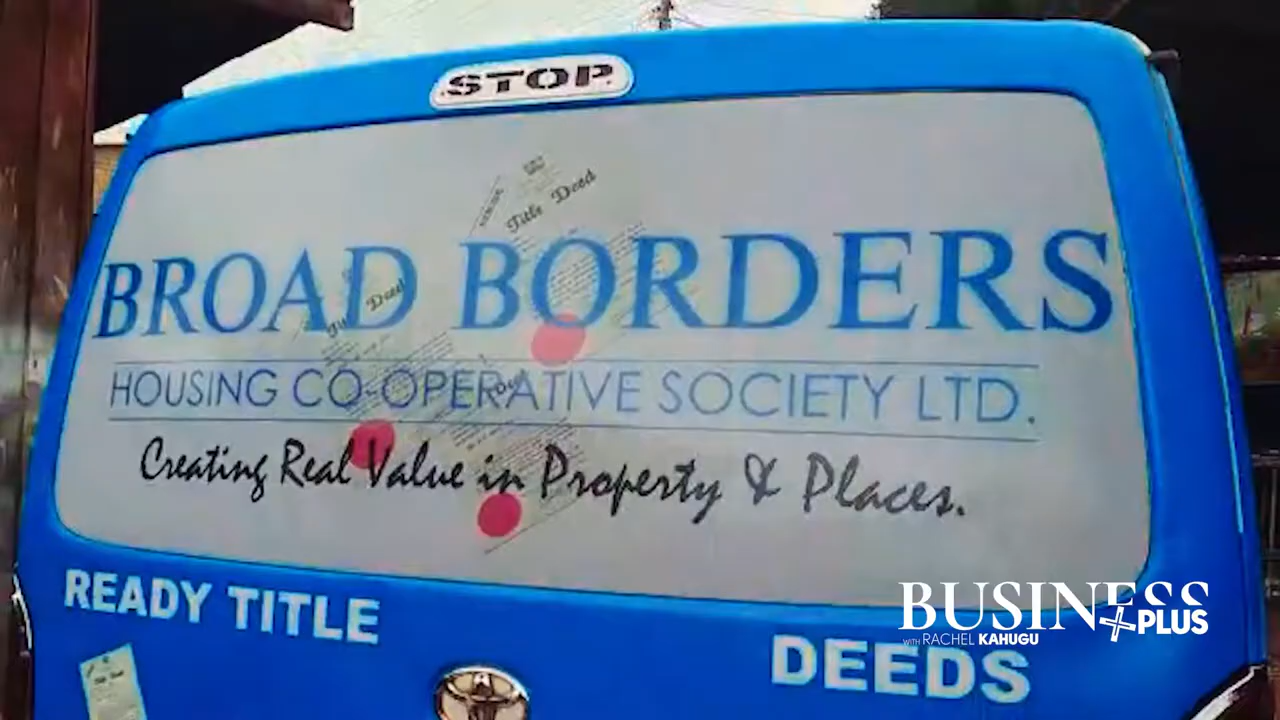 STOP
Title Deed
Deed
BROAD BORDERS
HOUSING CO-OPERATIVE SOCIETY LTD.
Creating Real Value in Property & Places.
READY TITLE
DEEDS
BUSINESS
PLUS
WITH RACHEL KAHUGU